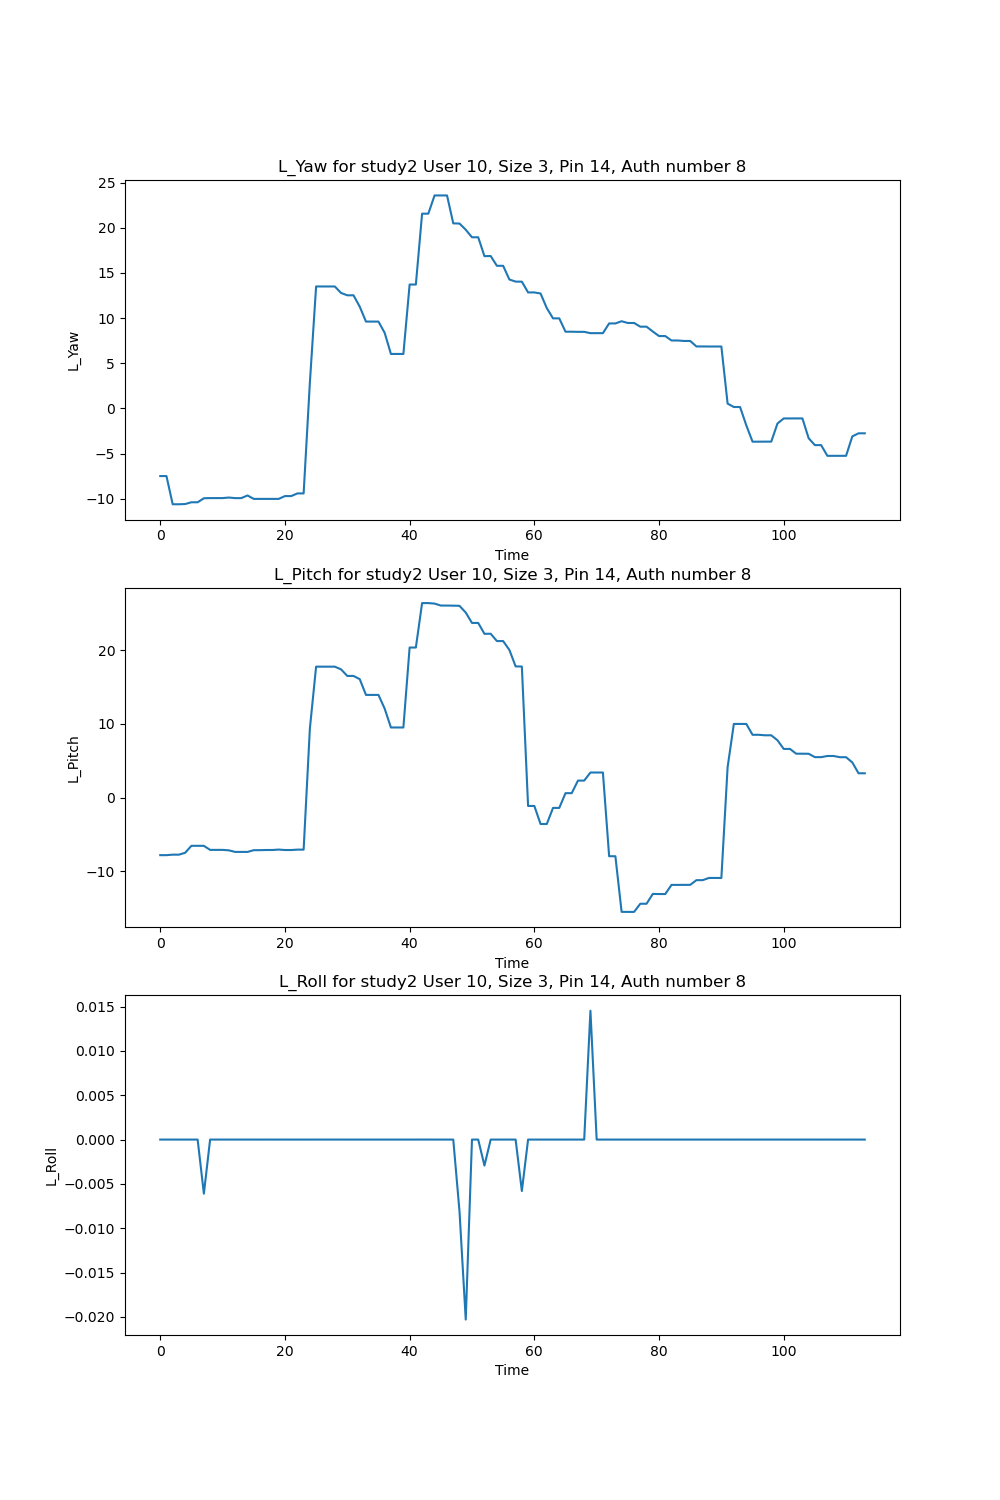 L_Yaw for study2 User 10, Size 3, Pin 14, Auth number 8
25
20
15
10
5
0
−5
−10
L_Yaw
0 20 40 60 80 100
Time
L_Pitch for study2 User 10, Size 3, Pin 14, Auth number 8
20
10
0
−10
L_Pitch
0 20 40 60 80 100
Time
L_Roll for study2 User 10, Size 3, Pin 14, Auth number 8
0.015
0.010
0.005
0.000
−0.005
−0.010
−0.015
−0.020
L_Roll
0 20 40 60 80 100
Time